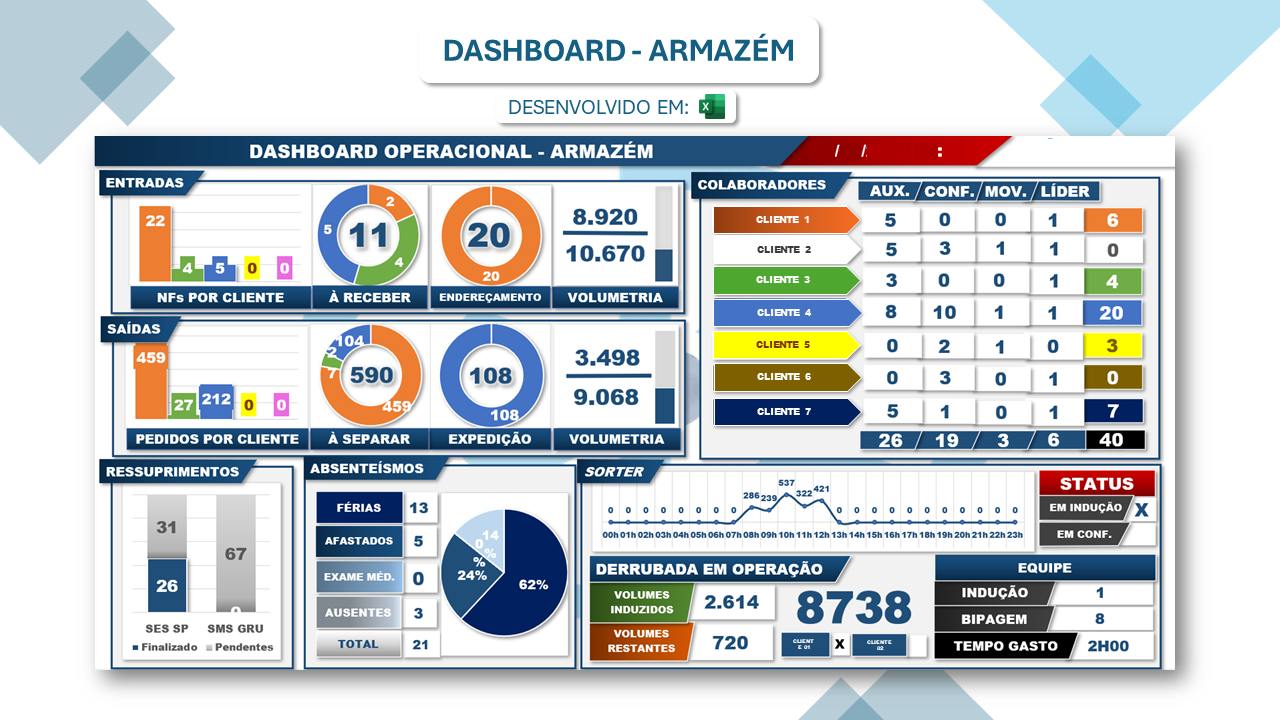 DASHBOARD - ARMAZÉM
DESENVOLVIDO EM:
DASHBOARD OPERACIONAL - ARMAZÉM
/ /. :
ENTRADAS
22
4
5
0
0
NFs POR CLIENTE
2
5
4
11
À RECEBER
20
20
ENDEREÇAMENTO
8.920
10.670
VOLUMETRIA
SAÍDAS
459
27
212
0
0
PEDIDOS POR CLIENTE
104
2
7
590
459
À SEPARAR
108
108
EXPEDIÇÃO
3.498
9.068
VOLUMETRIA
COLABORADORES
AUX. CONF. MOV. LÍDER
CLIENTE 1 5 0 0 1 6
CLIENTE 2 5 3 1 1 0
CLIENTE 3 3 0 0 1 4
CLIENTE 4 8 10 1 1 20
CLIENTE 5 0 2 1 0 3
CLIENTE 6 0 3 0 1 0
CLIENTE 7 5 1 0 1 7
26 19 3 6 40
RESSUPRIMENTOS
31
26
67
0
SES SP SMS GRU
Finalizado Pendentes
ABSENTEÍSMOS
FÉRIAS 13
AFASTADOS 5
EXAME MÉD. 0
AUSENTES 3
TOTAL 21
14
%
0
%
24%
62%
SORTER
0 0 0 0 0 0 0 0 286 239 537 322 421 0 0 0 0 0 0 0 0 0 0 0
00h 01h 02h 03h 04h 05h 06h 07h 08h 09h 10h 11h 12h 13h 14h 15h 16h 17h 18h 19h 20h 21h 22h 23h
STATUS
EM INDUÇÃO X
EM CONF.
DERRUBADA EM OPERAÇÃO
VOLUMES
INDUZIDOS
2.614
VOLUMES
RESTANTES
720
8738
CLIENT
E 01
X
CLIENTE
02
EQUIPE
INDUÇÃO 1
BIPAGEM 8
TEMPO GASTO 2H00